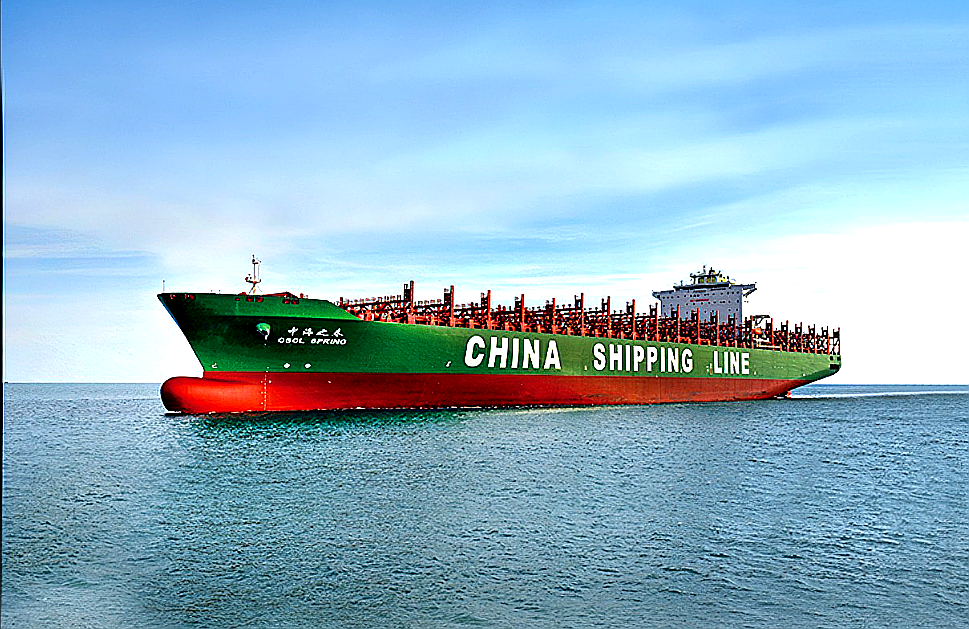 中海之春
CSCL SPRING
CHINA SHIPPING LINE